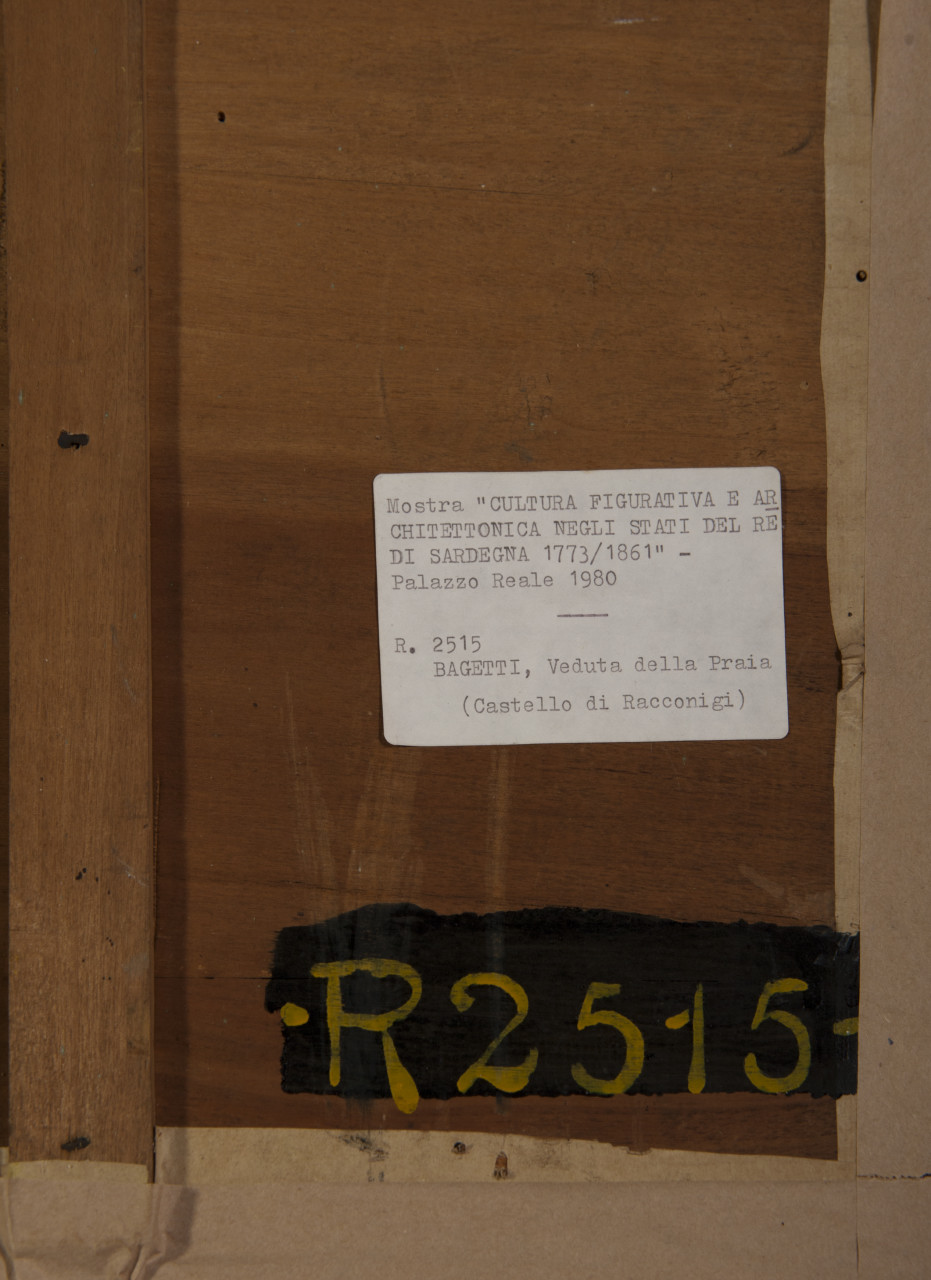 Mostra "CULTURA FIGURATIVA E AR
CHITETTONICA NEGLI STATI DEL RE
DI SARDEGNA 1773/1861" -
Palazzo Reale 1980
R. 2515
BAGETTI, Veduta della Praia
(Castello di Racconigi)
·R2515-